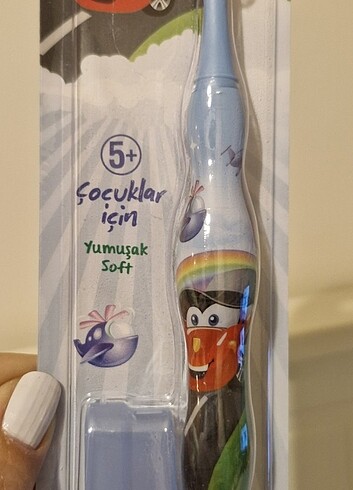 5+
Çocuklar
için
Yumuşak
Soft